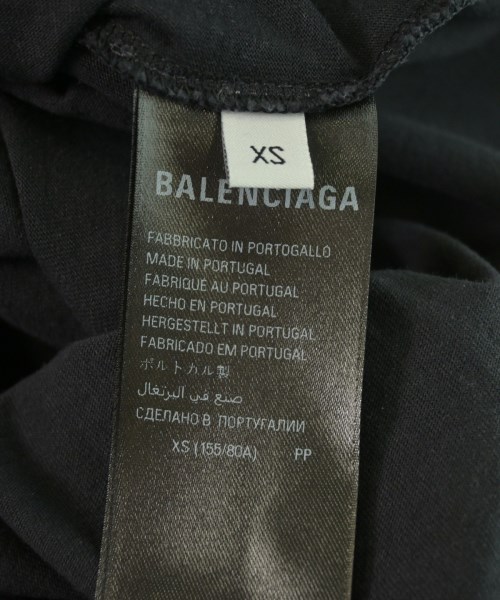 XS
BALENCIAGA
FABBRICATO IN PORTOGALLO
MADE IN PORTUGAL
FABRIQUÉ AU PORTUGAL
HECHO EN PORTUGAL
HERGESTELLT IN PORTUGAL
FABRICADO EM PORTUGAL
ポルトガル製
صنع في البرتغال
СДЕЛАНО В ПОРТУГАЛИИ
XS (155/80A) PP